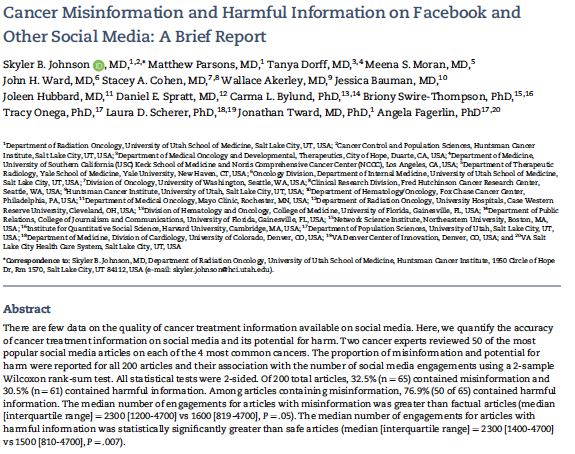 Cancer Misinformation and Harmful Information on Facebook and
Other Social Media: A Brief Report
Skyler B. Johnson iD, MD,1,2,* Matthew Parsons, MD,1 Tanya Dorff, MD,3,4 Meena S. Moran, MD,5
John H. Ward, MD,6 Stacey A. Cohen, MD,7,8 Wallace Akerley, MD,9 Jessica Bauman, MD,10
Joleen Hubbard, MD,11 Daniel E. Spratt, MD,12 Carma L. Bylund, PhD,13,14 Briony Swire-Thompson, PhD,15,16
Tracy Onega, PhD,17 Laura D. Scherer, PhD,18,19 Jonathan Tward, MD, PhD,1 Angela Fagerlin, PhD17,20
1Department of Radiation Oncology, University of Utah School of Medicine, Salt Lake City, UT, USA; 2Cancer Control and Population Sciences, Huntsman Cancer
Institute, Salt Lake City, UT, USA; 3Department of Medical Oncology and Developmental, Therapeutics, City of Hope, Duarte, CA, USA; 4Department of Medicine,
University of Southern California (USC) Keck School of Medicine and Norris Comprehensive Cancer Center (NCCC), Los Angeles, CA, USA; 5Department of Therapeutic
Radiology, Yale School of Medicine, Yale University, New Haven, CT, USA; 6Oncology Division, Department of Internal Medicine, University of Utah School of Medicine,
Salt Lake City, UT, USA; 7Division of Oncology, University of Washington, Seattle, WA, USA; 8Clinical Research Division, Fred Hutchinson Cancer Research Center,
Seattle, WA, USA; 9Huntsman Cancer Institute, University of Utah, Salt Lake City, UT, USA; 10Department of Hematology Oncology, Fox Chase Cancer Center,
Philadelphia, PA, USA; 11Department of Medical Oncology, Mayo Clinic, Rochester, MN, USA; 12Department of Radiation Oncology, University Hospitals, Case Western
Reserve University, Cleveland, OH, USA; 13Division of Hematology and Oncology, College of Medicine, University of Florida, Gainesville, FL, USA; 14Department of Public
Relations, College of Journalism and Communications, University of Florida, Gainesville, FL, USA; 15Network Science Institute, Northeastern University, Boston, MA,
USA; 16Institute for Quantitative Social Science, Harvard University, Cambridge, MA, USA; 17Department of Population Sciences, University of Utah, Salt Lake City, UT,
USA; 18Department of Medicine, Division of Cardiology, University of Colorado, Denver, CO, USA; 19VA Denver Center of Innovation, Denver, CO, USA; and 20VA Salt
Lake City Health Care System, Salt Lake City, UT, USA
*Correspondence to: Skyler B. Johnson, MD, Department of Radiation Oncology, University of Utah School of Medicine, Huntsman Cancer Institute, 1950 Circle of Hope
Dr, Rm 1570, Salt Lake City, UT 84112, USA (e-mail: skyler.johnson@hci.utah.edu).
Abstract
There are few data on the quality of cancer treatment information available on social media. Here, we quantify the accuracy
of cancer treatment information on social media and its potential for harm. Two cancer experts reviewed 50 of the most
popular social media articles on each of the 4 most common cancers. The proportion of misinformation and potential for
harm were reported for all 200 articles and their association with the number of social media engagements using a 2-sample
Wilcoxon rank-sum test. All statistical tests were 2-sided. Of 200 total articles, 32.5% (n = 65) contained misinformation and
30.5% (n = 61) contained harmful information. Among articles containing misinformation, 76.9% (50 of 65) contained harmful
information. The median number of engagements for articles with misinformation was greater than factual articles (median
[interquartile range] = 2300 [1200-4700] vs 1600 [819-4700], P = .05). The median number of engagements for articles with
harmful information was statistically significantly greater than safe articles (median [interquartile range] = 2300 [1400-4700]
vs 1500 [810-4700], P = .007).